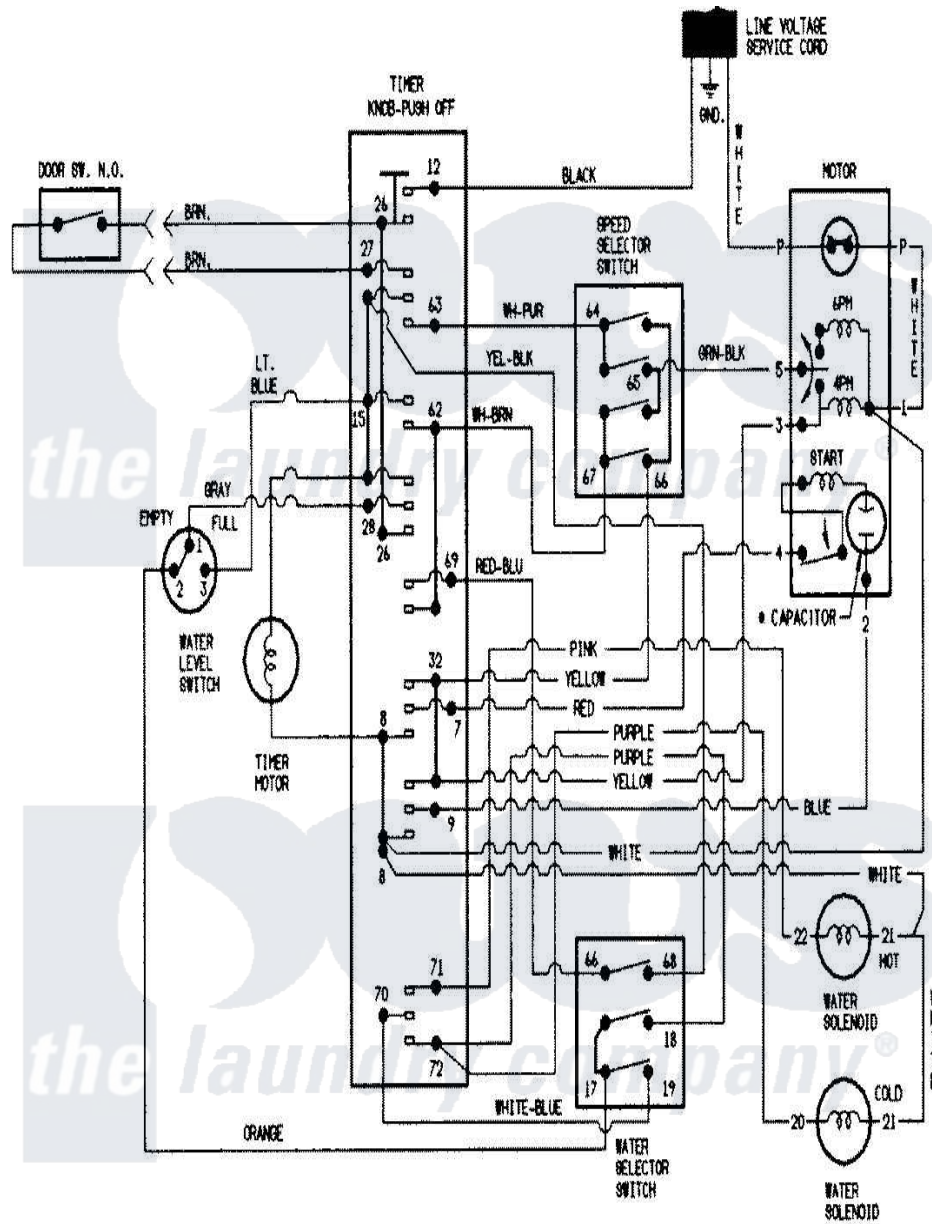 LINE VOLTAGE
SERVICE CORD
GND.
WHITE
TIMER
KNOB-PUSH OFF
DOOR SW. N.O.
BRN.
BRN.
12
BLACK
MOTOR
26
27
SPEED
SELECTOR
SWITCH
P
P
WHITE
63
WH-PUR
64
6PM
YEL-BLK
GRN-BLK
5
65
LT.
BLUE
4PM
15
62
WH-BRN
3
1
67
66
START
GRAY
28
26
EMPTY
FULL
1
2
3
69
RED-BLU
4
* CAPACITOR
2
WATER
LEVEL
SWITCH
PINK
32
YELLOW
RED
7
8
PURPLE
PURPLE
YELLOW
TIMER
MOTOR
BLUE
9
WHITE
8
WHITE
22
21
HOT
66
68
71
70
WATER
SOLENOID
18
72
17
19
COLD
WHITE-BLUE
20
21
ORANGE
WATER
SELECTOR
SWITCH
WATER
SOLENOID
the laundry company®
the laundry company®